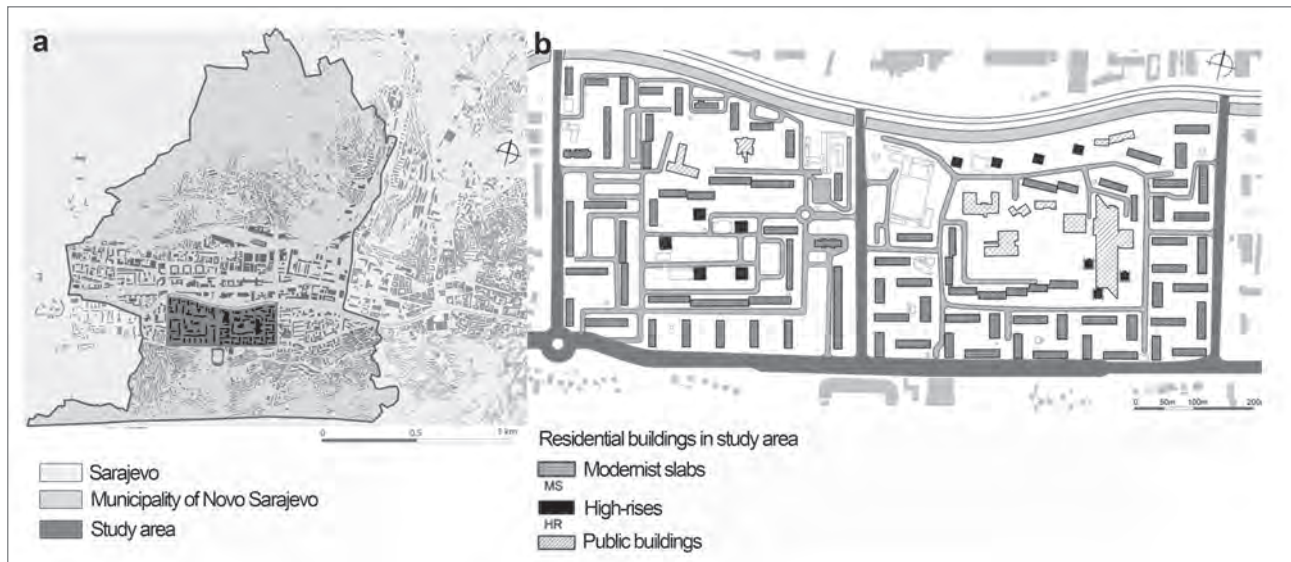 a
b
0 0.5 1 km
0 50m 100m 200
Sarajevo
Municipality of Novo Sarajevo
Study area
Residential buildings in study area
Modernist slabs
MS
High-rises
HR
Public buildings